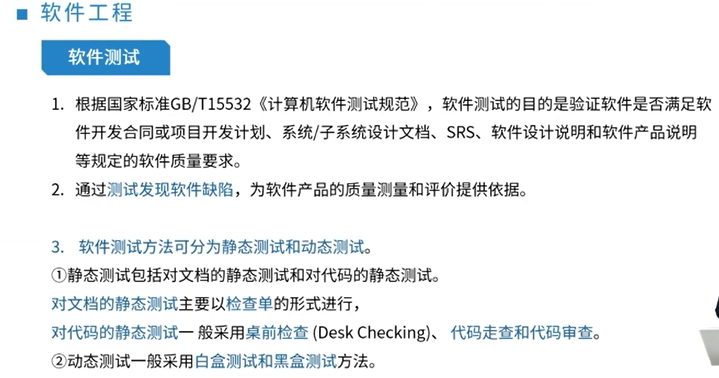 ■ 软件工程
软件测试
1. 根据国家标准GB/T15532《计算机软件测试规范》，软件测试的目的是验证软件是否满足软
件开发合同或项目开发计划、系统/子系统设计文档、SRS、软件设计说明和软件产品说明
等规定的软件质量要求。
2. 通过测试发现软件缺陷，为软件产品的质量测量和评价提供依据。
3. 软件测试方法可分为静态测试和动态测试。
①静态测试包括对文档的静态测试和对代码的静态测试。
对文档的静态测试主要以检查单的形式进行，
对代码的静态测试一 般采用桌前检查 (Desk Checking)、 代码走查和代码审查。
②动态测试一般采用白盒测试和黑盒测试方法。